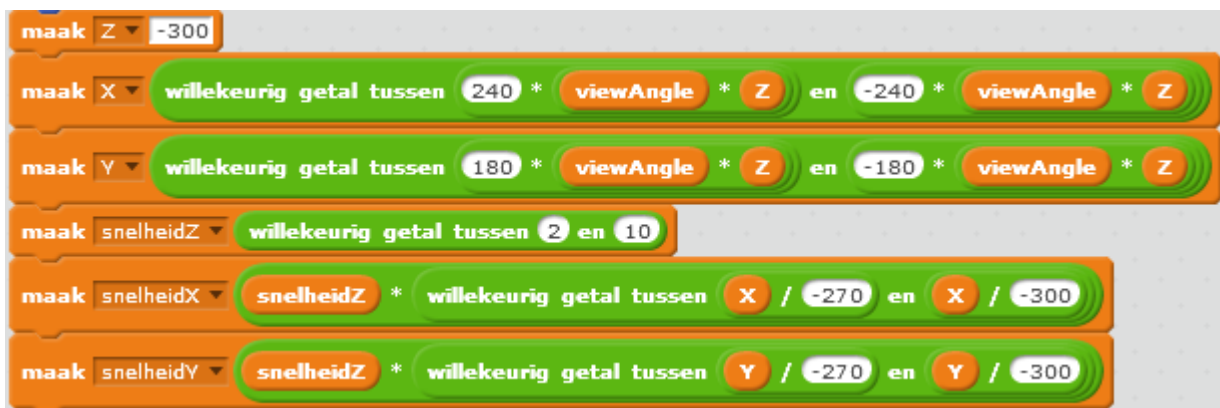 maak Z -300
maak X willekeurig getal tussen 240 * viewAngle * Z en -240 * viewAngle * Z
maak Y willekeurig getal tussen 180 * viewAngle * Z en -180 * viewAngle * Z
maak snelheidZ willekeurig getal tussen 2 en 10
maak snelheidX snelheidZ * willekeurig getal tussen X / -270 en X / -300
maak snelheidY snelheidZ * willekeurig getal tussen Y / -270 en Y / -300